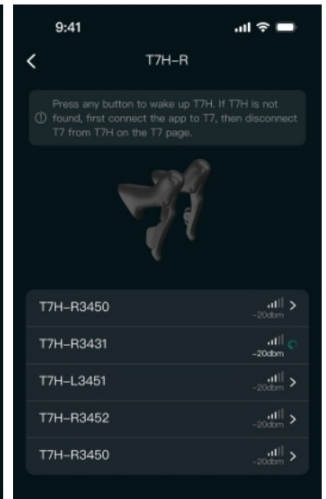 9:41
T7H-R
Press any button to wake up T7H. If T7H is not
found, first connect the app to T7, then disconnect
T7 from T7H on the T7 page.
T7H-R3450
-20dbm
T7H-R3431
-20dbm
T7H-L3451
-20dbm
T7H-R3452
-20dbm
T7H-R3450
-20dbm